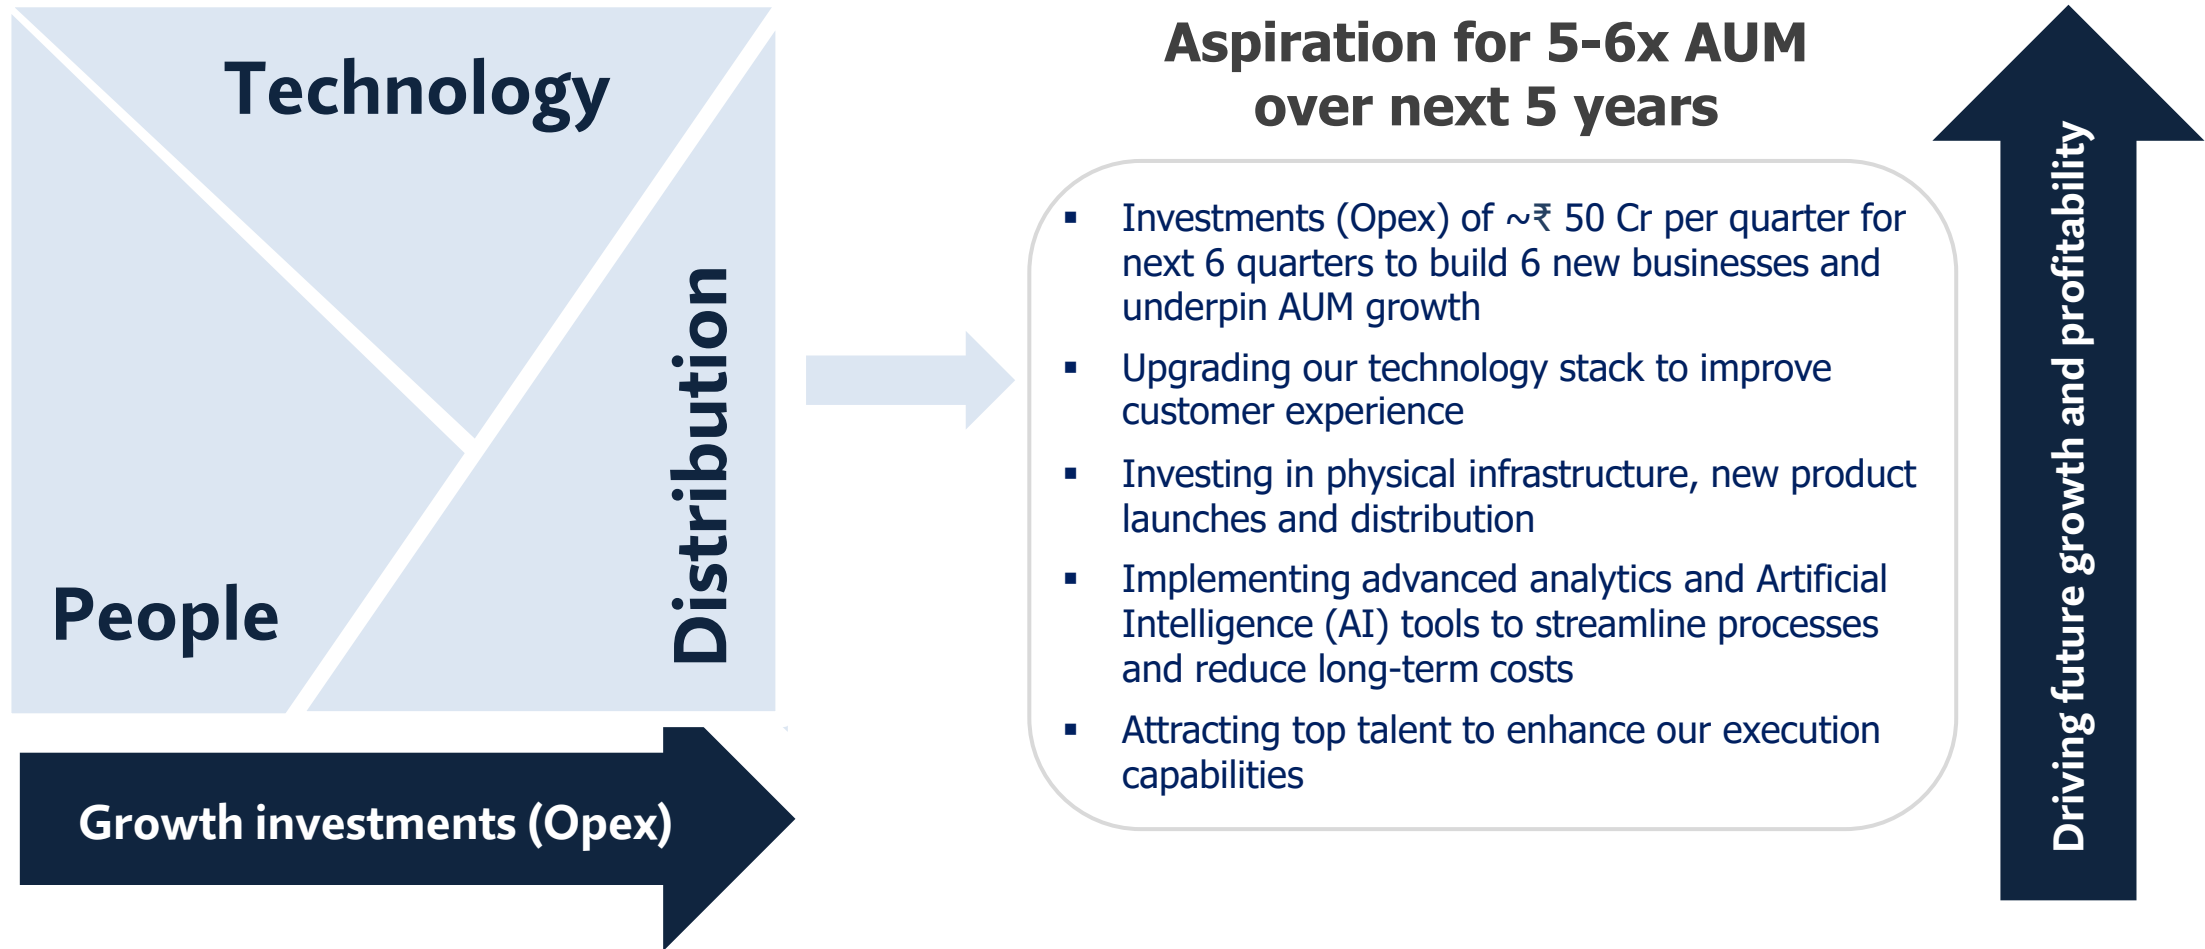 Technology
People
Distribution
Growth investments (Opex)
Aspiration for 5-6x AUM
over next 5 years
▪ Investments (Opex) of ~₹ 50 Cr per quarter for
next 6 quarters to build 6 new businesses and
underpin AUM growth
▪ Upgrading our technology stack to improve
customer experience
▪ Investing in physical infrastructure, new product
launches and distribution
▪ Implementing advanced analytics and Artificial
Intelligence (AI) tools to streamline processes
and reduce long-term costs
▪ Attracting top talent to enhance our execution
capabilities
Driving future growth and profitability